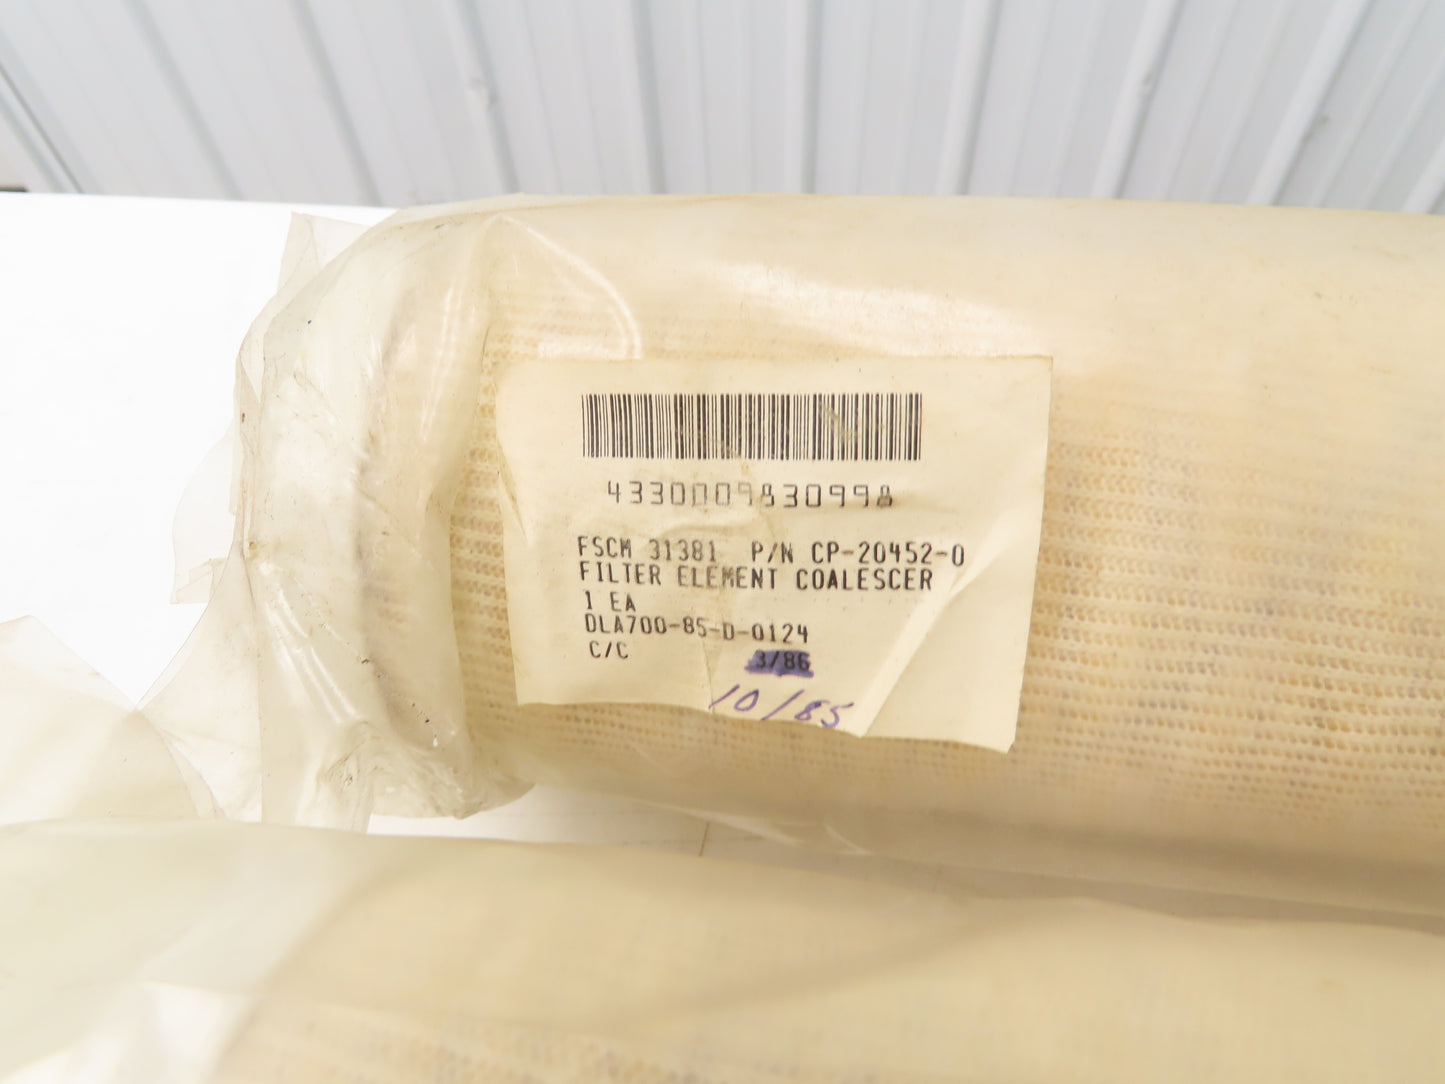 4330009830998
FSCM 31381 P/N CP-20452-0
FILTER ELEMENT COALESCER
1 EA
DLA700-85-D-0124
C/C 3/86
10/85